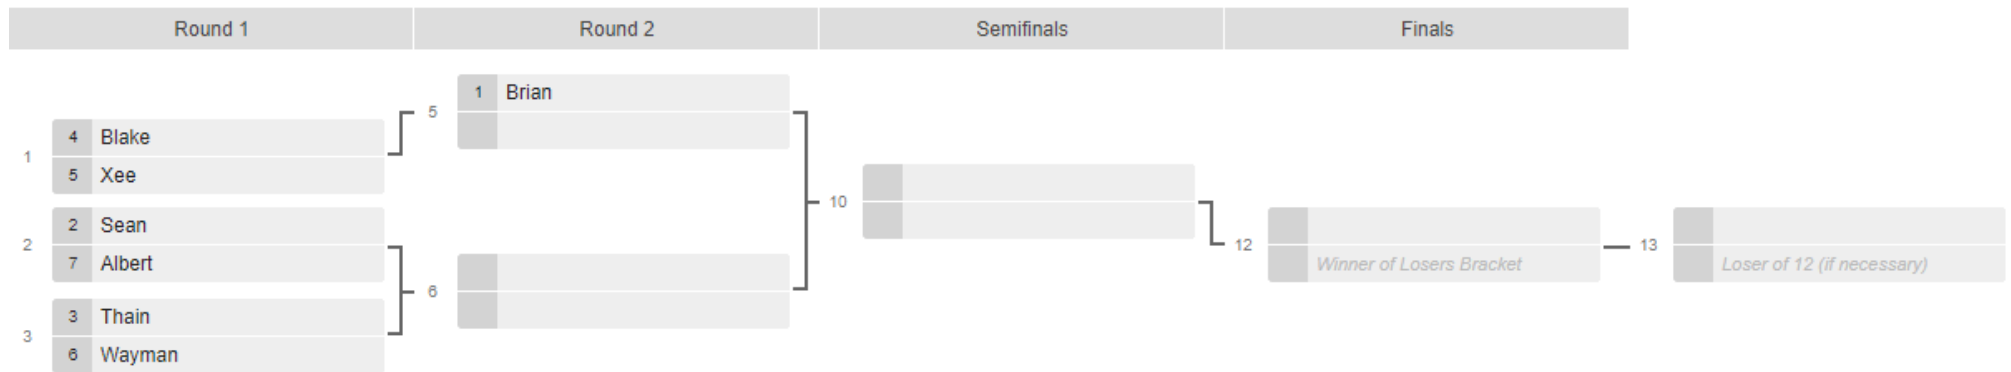 Round 1
Round 2
Semifinals
Finals
1
4 Blake
5 Xee
2
2 Sean
7 Albert
3
3 Thain
6 Wayman
5
1 Brian
6
10
12
Winner of Losers Bracket
13
Loser of 12 (if necessary)